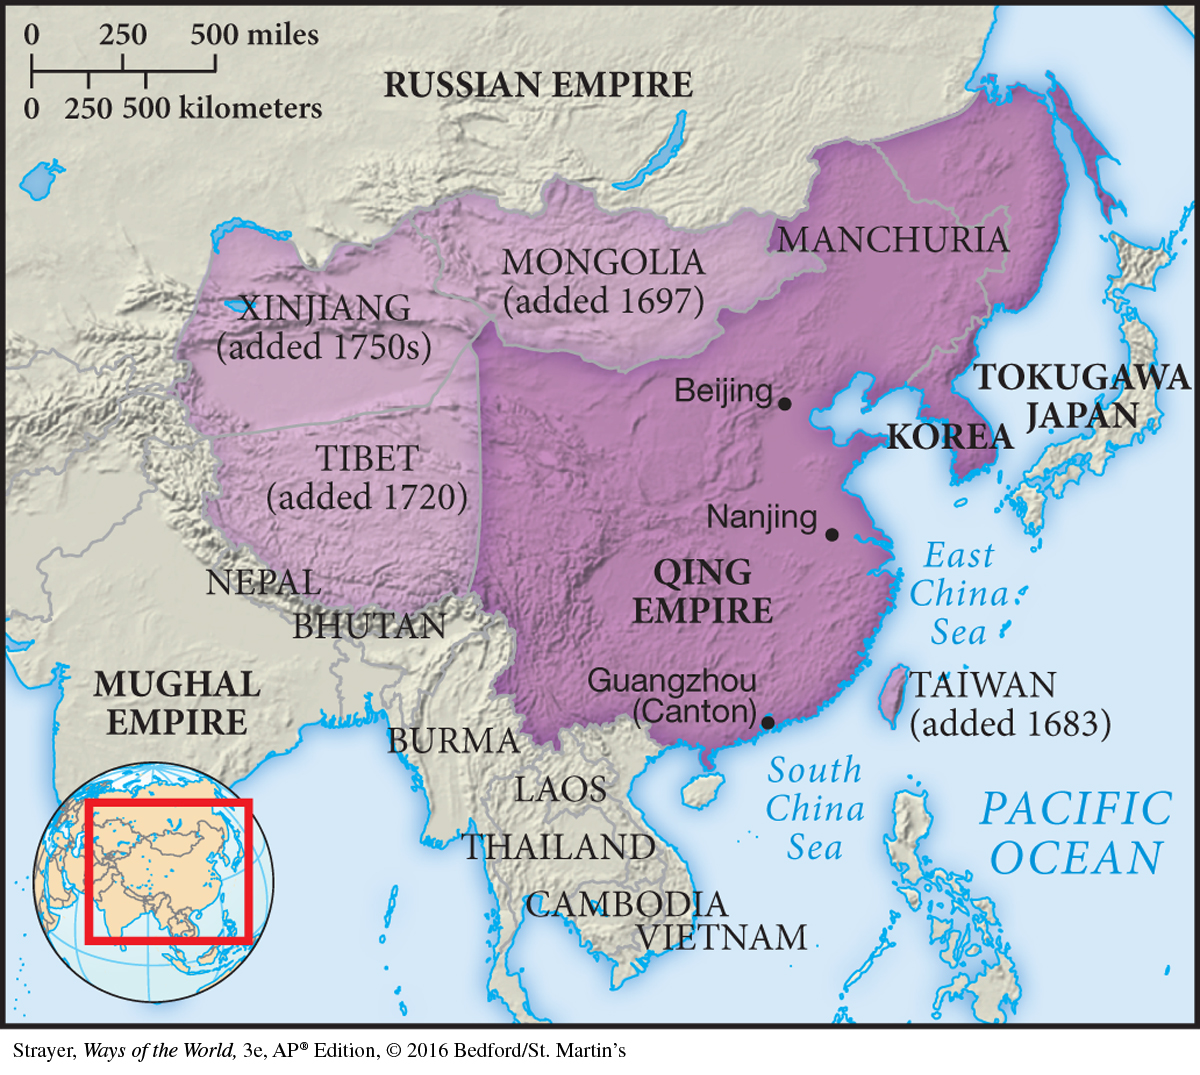 0 250 500 miles
0 250 500 kilometers
RUSSIAN EMPIRE
MANCHURIA
MONGOLIA
(added 1697)
XINJIANG
(added 1750s)
TOKUGAWA
JAPAN
Beijing
KOREA
TIBET
(added 1720)
Nanjing
East
China
Sea
QING
EMPIRE
NEPAL
BHUTAN
MUGHAL
EMPIRE
Guangzhou
(Canton)
TAIWAN
(added 1683)
BURMA
South
China
Sea
LAOS
PACIFIC
OCEAN
THAILAND
CAMBODIA
VIETNAM
Strayer, Ways of the World, 3e, AP® Edition, © 2016 Bedford/St. Martin's